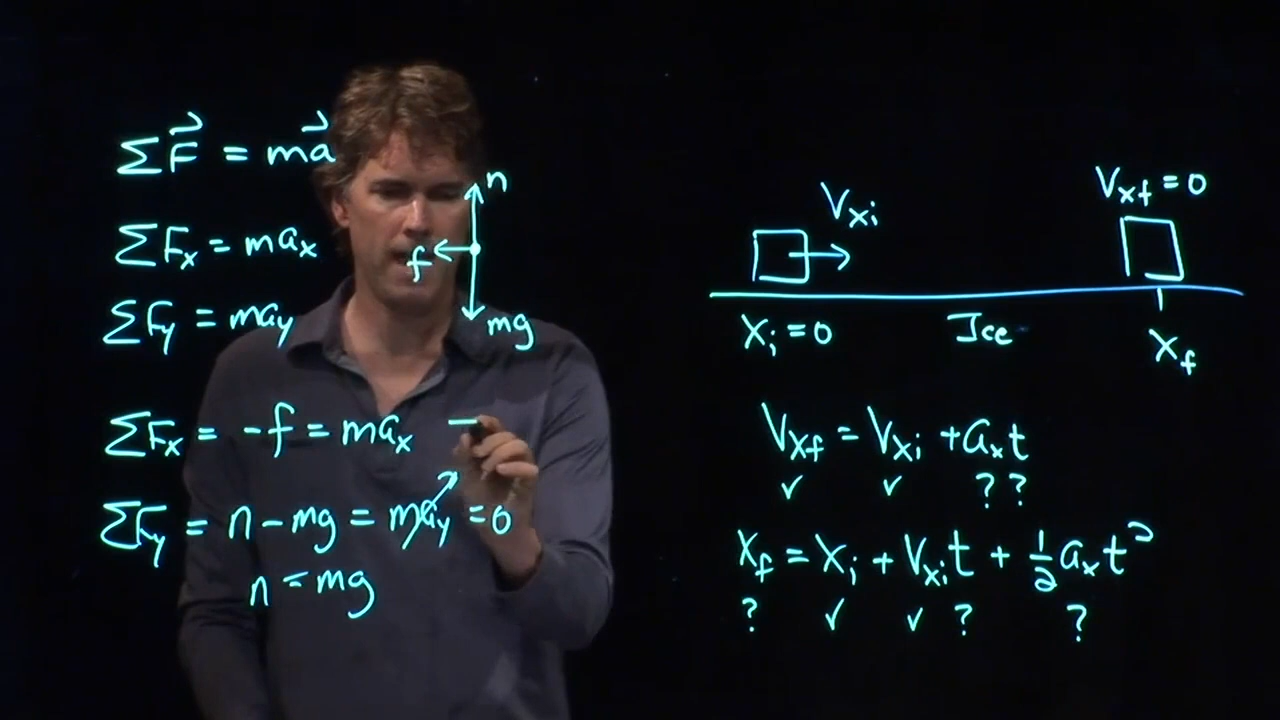 ΣF⃗ = ma⃗
ΣFx = max
ΣFy = may
n
f
mg
ΣFx = -f = max —
ΣFy = n - mg = may = 0
n = mg
Vxi
Vxf = 0
xi = 0
Ice
xf
Vxf = Vxi + axt
✓ ✓ ? ?
xf = xi + Vxit + ½axt²
? ✓ ✓ ? ?